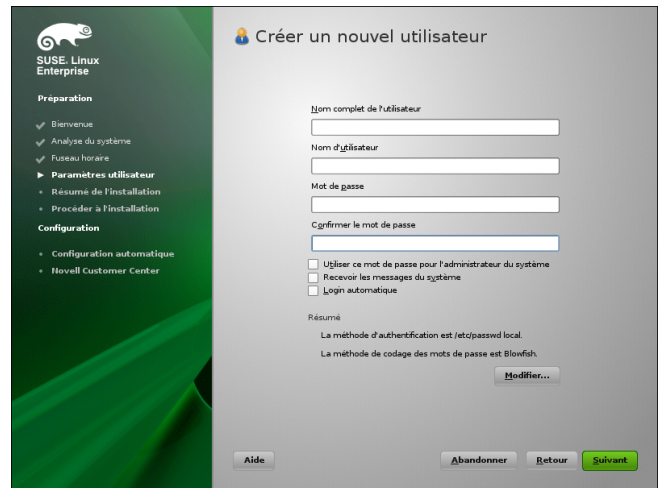 SUSE. Linux
Enterprise
Préparation
Bienvenue
Analyse du système
Fuseau horaire
Paramètres utilisateur
Résumé de l'installation
Procéder à l'installation
Configuration
Configuration automatique
Novell Customer Center
Créer un nouvel utilisateur
Nom complet de l'utilisateur
Nom d'utilisateur
Mot de passe
Confirmer le mot de passe
Utiliser ce mot de passe pour l'administrateur du système
Recevoir les messages du système
Login automatique
Résumé
La méthode d'authentification est /etc/passwd local.
La méthode de codage des mots de passe est Blowfish.
Modifier...
Aide
Abandonner
Retour
Suivant